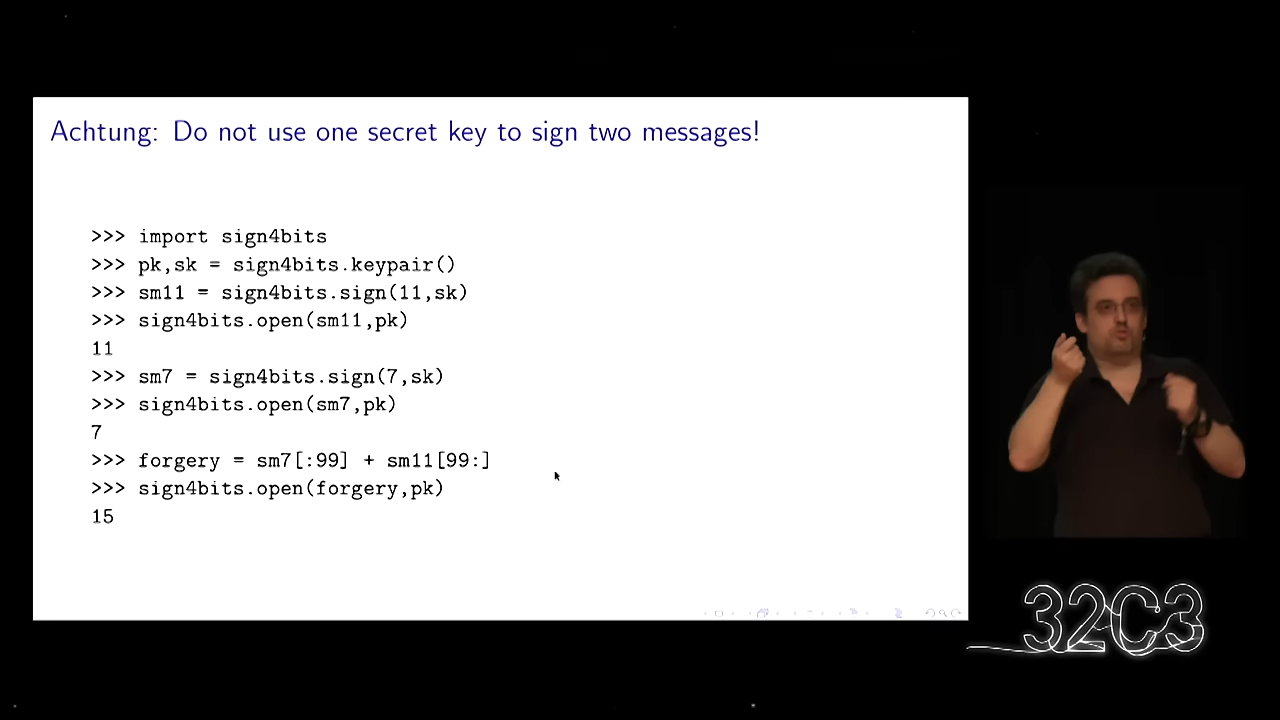 Achtung: Do not use one secret key to sign two messages!
>>> import sign4bits
>>> pk,sk = sign4bits.keypair()
>>> sm11 = sign4bits.sign(11,sk)
>>> sign4bits.open(sm11,pk)
11
>>> sm7 = sign4bits.sign(7,sk)
>>> sign4bits.open(sm7,pk)
7
>>> forgery = sm7[:99] + sm11[99:]
>>> sign4bits.open(forgery,pk)
15
32C3